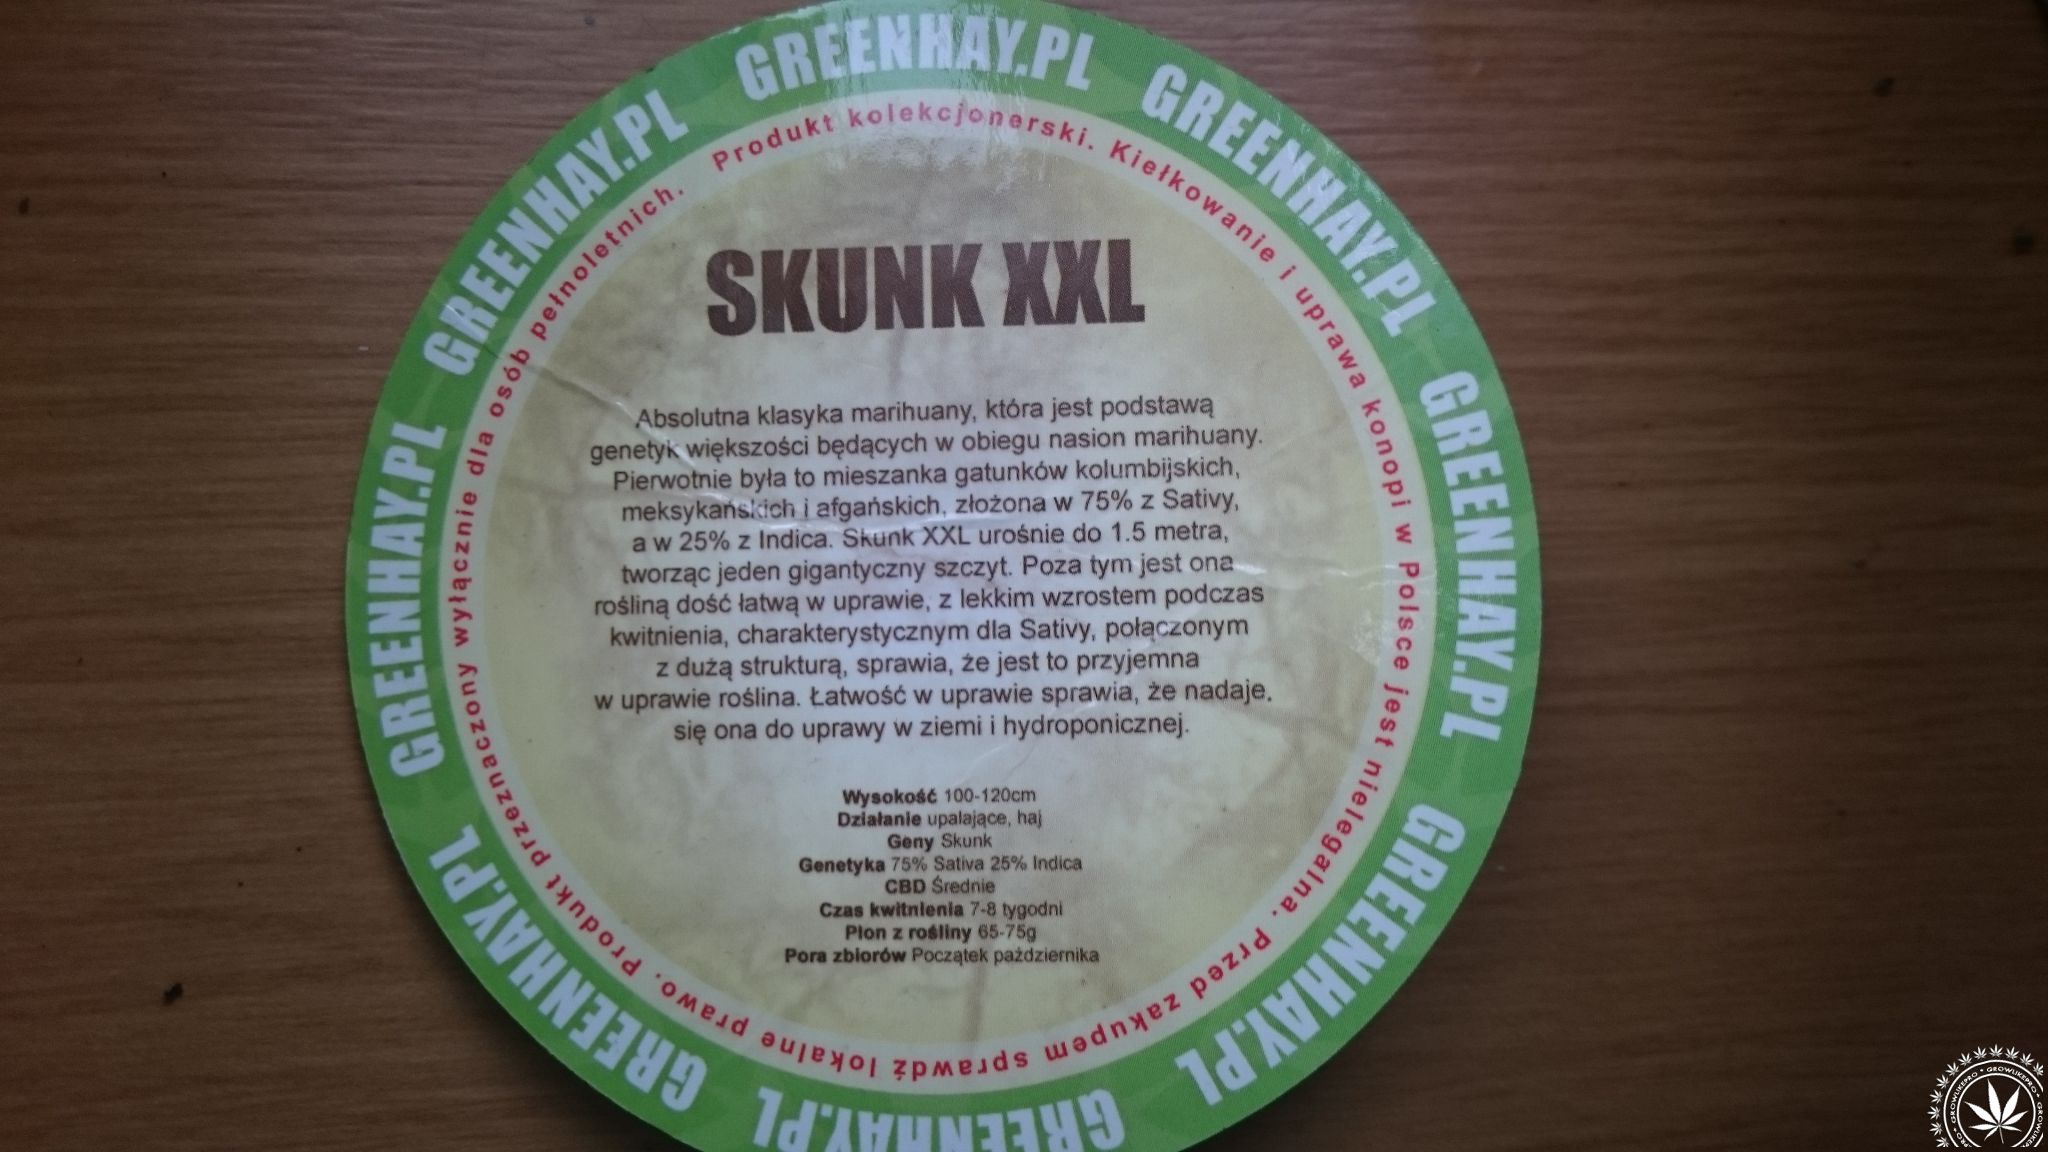 GREENHAY.PL GREENHAY.PL GREENHAY.PL GREENHAY.PL GREENHAY.PL GREENHAY.PL GREENHAY.PL GREENHAY.PL GREENHAY.PL
Produkt kolekcjonerski. Kiełkowanie i uprawa konopi w Polsce jest nielegalna. Przed zakupem sprawdź lokalne prawo. Produkt przeznaczony wyłącznie dla osób pełnoletnich.
SKUNK XXL
Absolutna klasyka marihuany, która jest podstawą
genetyk większości będących w obiegu nasion marihuany.
Pierwotnie była to mieszanka gatunków kolumbijskich,
meksykańskich i afgańskich, złożona w 75% z Sativy,
a w 25% z Indica. Skunk XXL urośnie do 1.5 metra,
tworząc jeden gigantyczny szczyt. Poza tym jest ona
rośliną dość łatwą w uprawie, z lekkim wzrostem podczas
kwitnienia, charakterystycznym dla Sativy, połączonym
z dużą strukturą, sprawia, że jest to przyjemna
w uprawie roślina. Łatwość w uprawie sprawia, że nadaje.
się ona do uprawy w ziemi i hydroponicznej.
Wysokość 100-120cm
Działanie upalające, haj
Geny Skunk
Genetyka 75% Sativa 25% Indica
CBD Średnie
Czas kwitnienia 7-8 tygodni
Plon z rośliny 65-75g
Pora zbiorów Początek października
GROWLIKEPRO